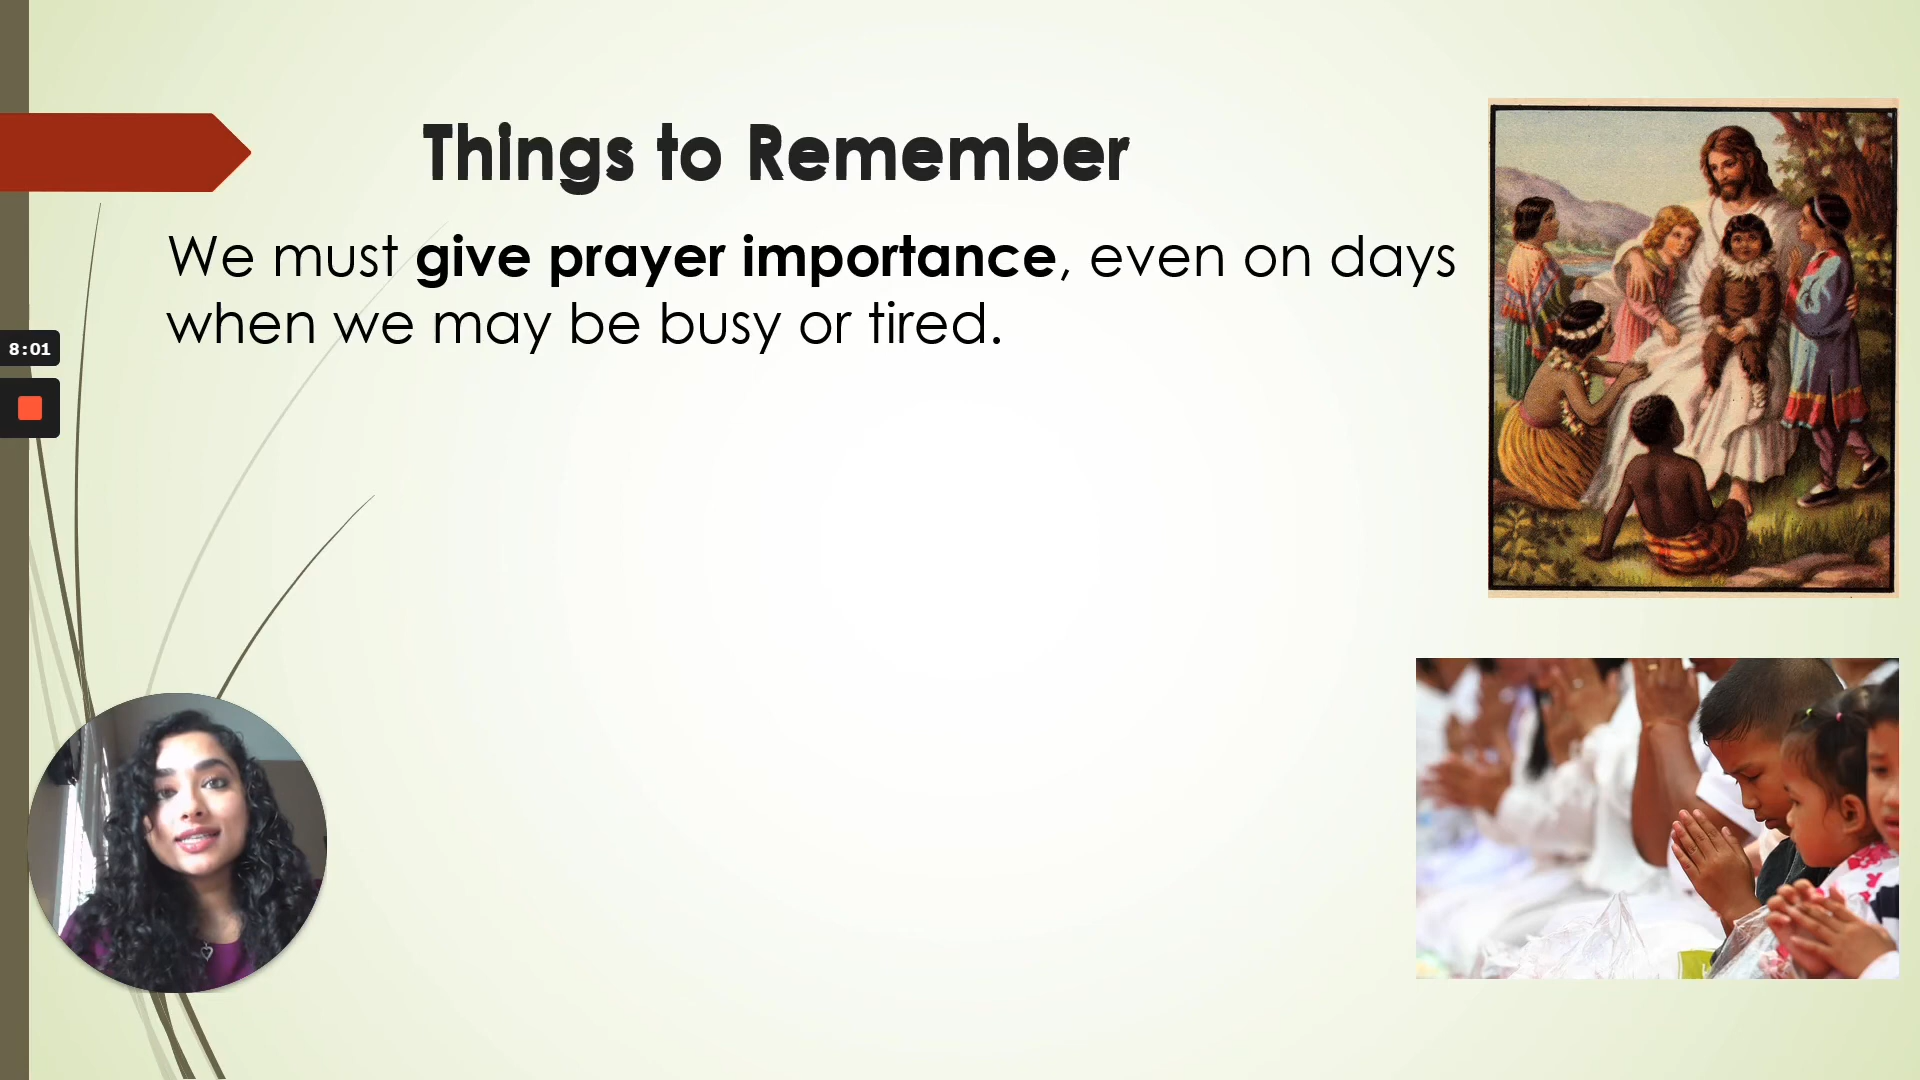 Things to Remember
We must give prayer importance, even on days
when we may be busy or tired.
8:01